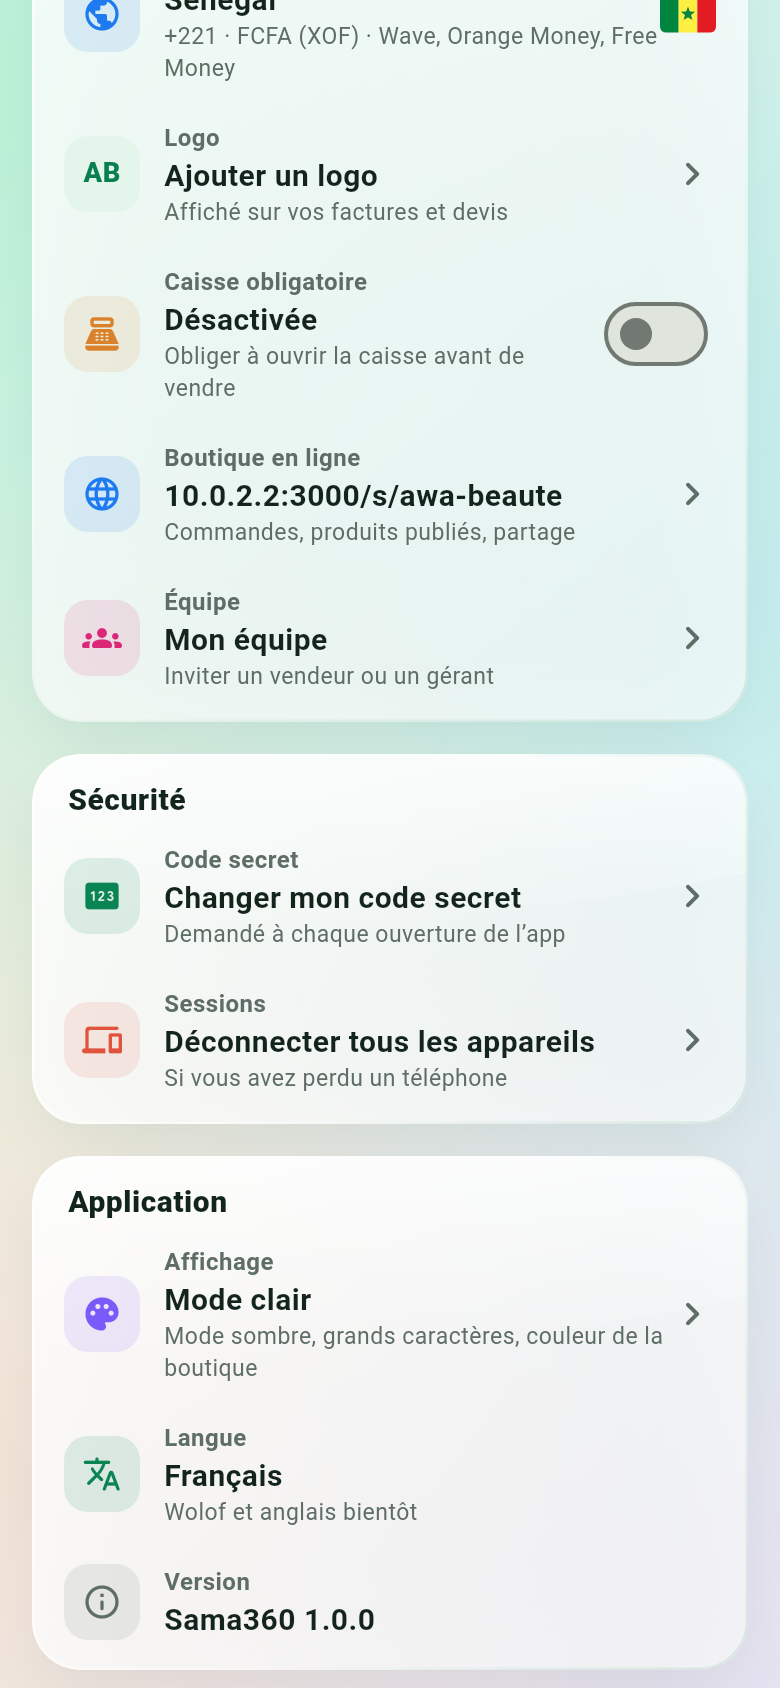 Sénégal
+221 · FCFA (XOF) · Wave, Orange Money, Free
Money
Logo
AB
Ajouter un logo
Affiché sur vos factures et devis
Caisse obligatoire
Désactivée
Obliger à ouvrir la caisse avant de
vendre
Boutique en ligne
10.0.2.2:3000/s/awa-beaute
Commandes, produits publiés, partage
Équipe
Mon équipe
Inviter un vendeur ou un gérant
Sécurité
Code secret
123
Changer mon code secret
Demandé à chaque ouverture de l’app
Sessions
Déconnecter tous les appareils
Si vous avez perdu un téléphone
Application
Affichage
Mode clair
Mode sombre, grands caractères, couleur de la
boutique
Langue
Français
Wolof et anglais bientôt
Version
Sama360 1.0.0